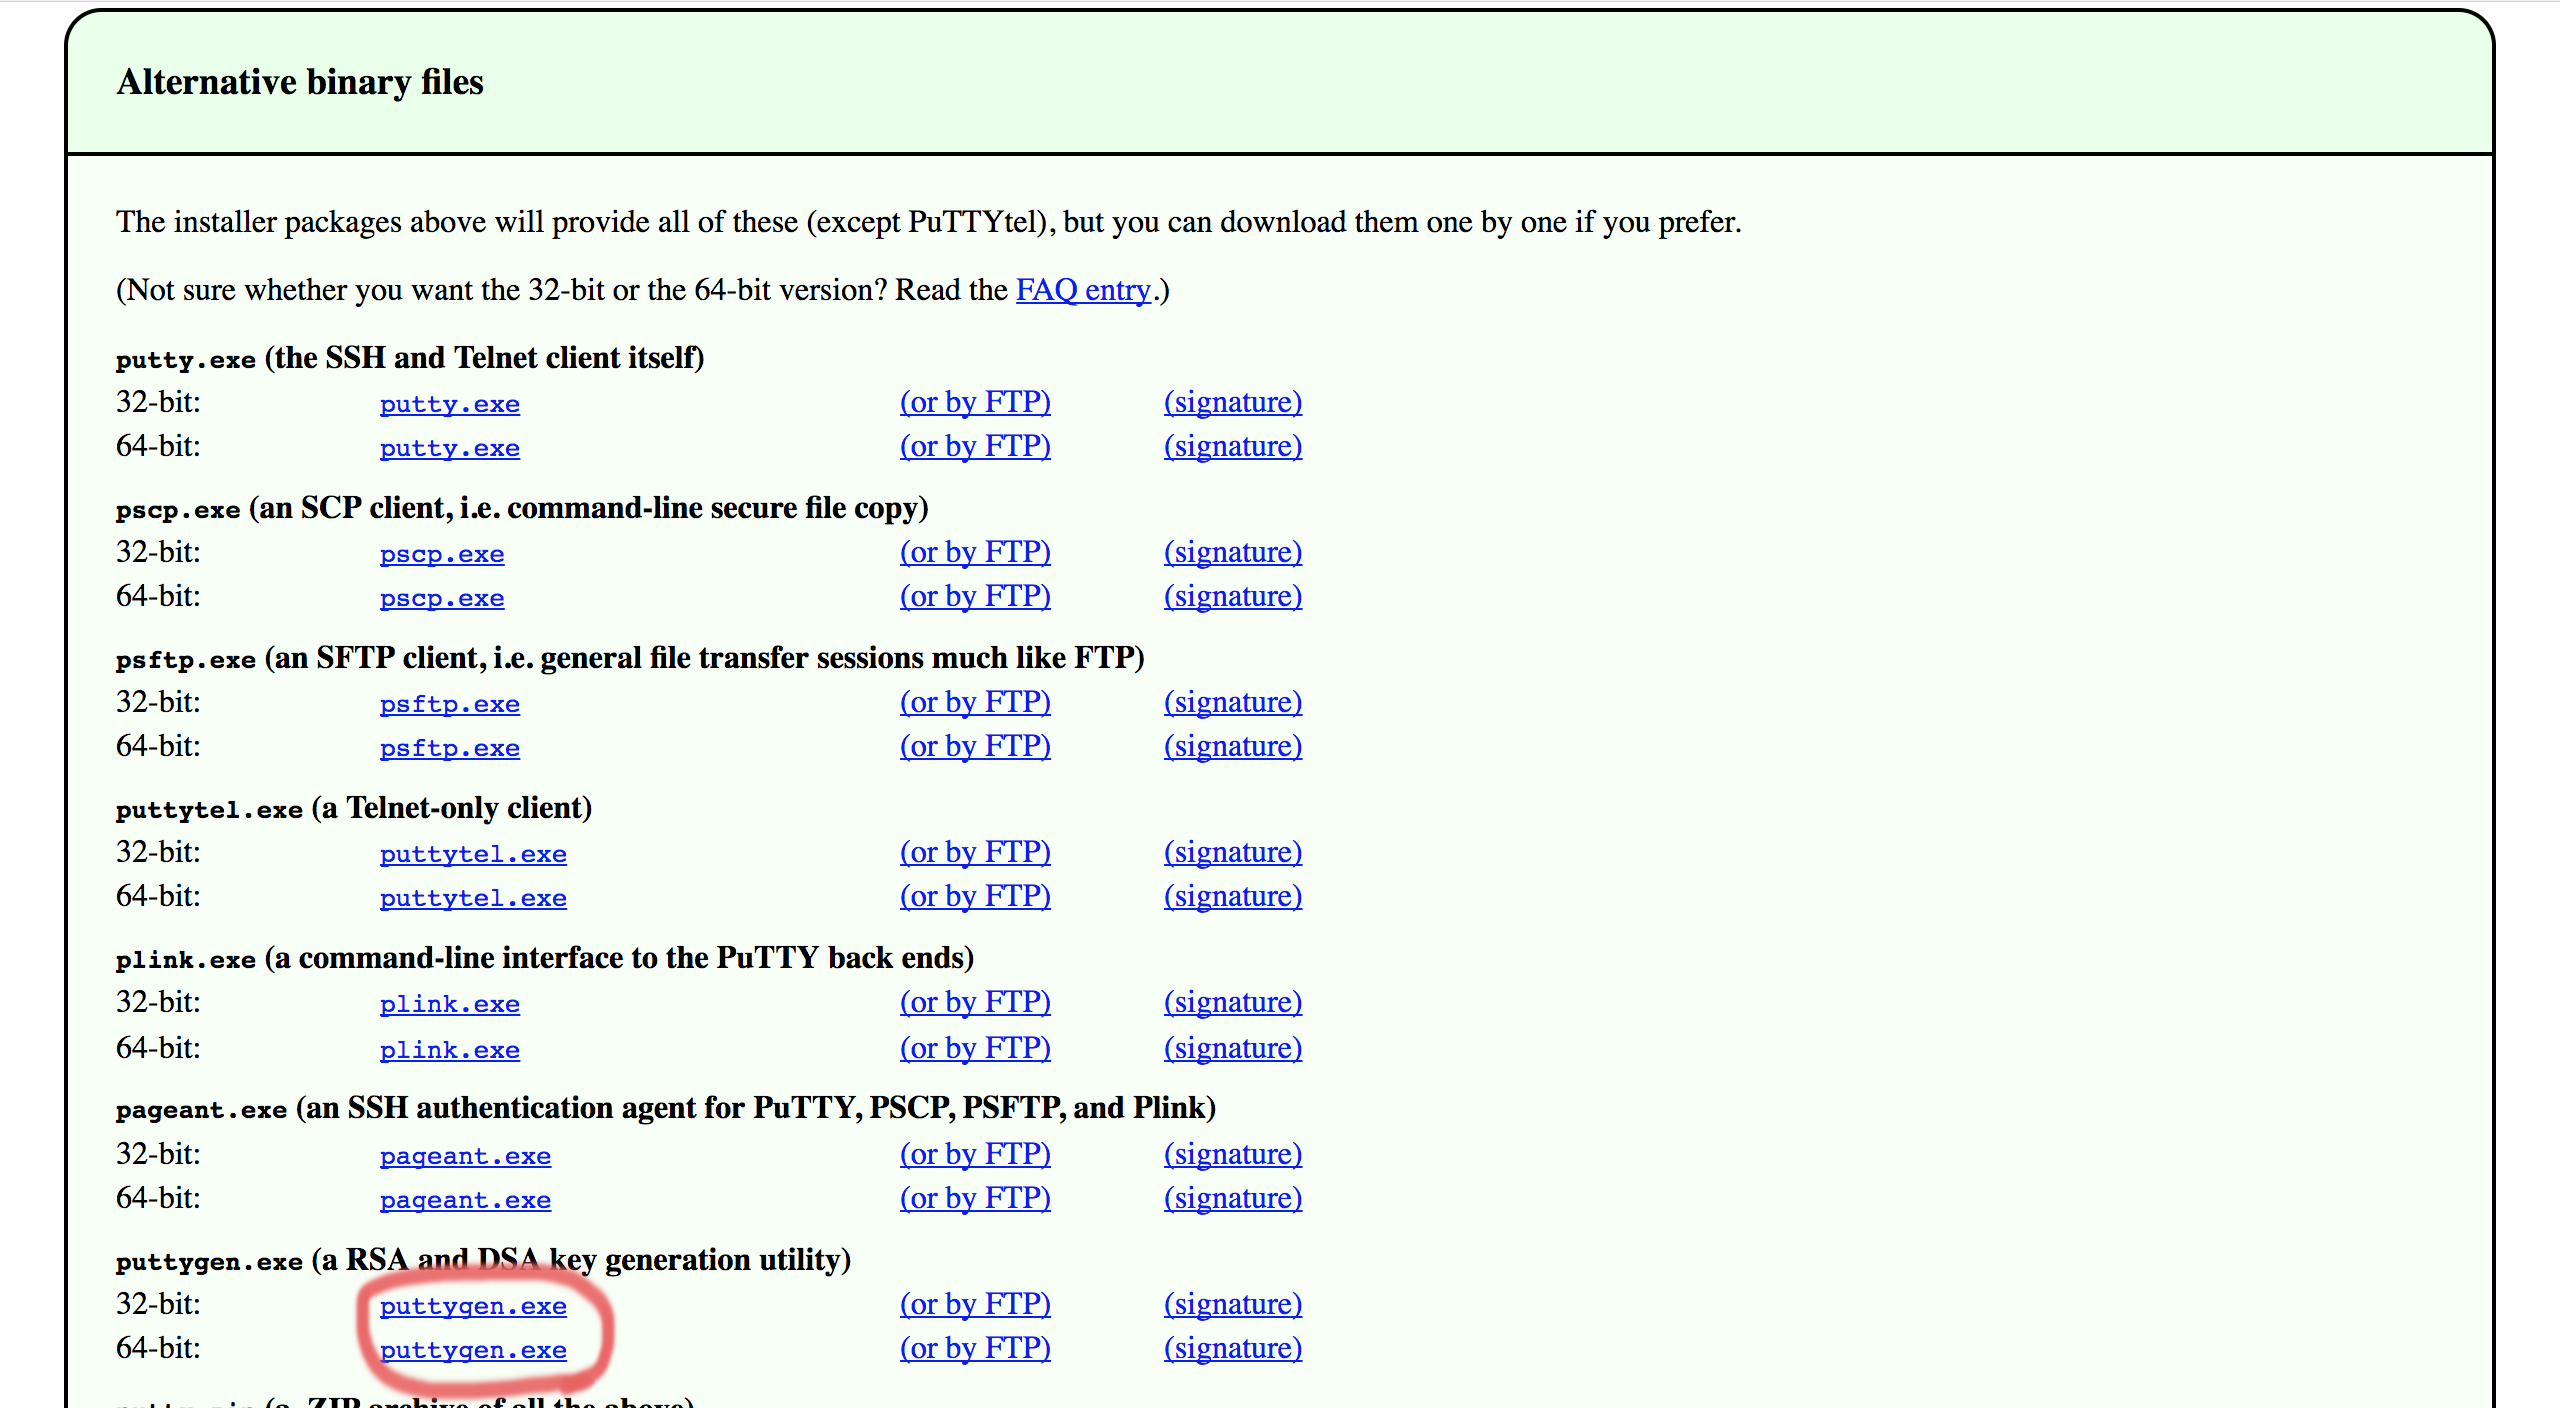 Alternative binary files
The installer packages above will provide all of these (except PuTTYtel), but you can download them one by one if you prefer.
(Not sure whether you want the 32-bit or the 64-bit version? Read the FAQ entry.)
putty.exe (the SSH and Telnet client itself)
32-bit: putty.exe (or by FTP) (signature)
64-bit: putty.exe (or by FTP) (signature)
pscp.exe (an SCP client, i.e. command-line secure file copy)
32-bit: pscp.exe (or by FTP) (signature)
64-bit: pscp.exe (or by FTP) (signature)
psftp.exe (an SFTP client, i.e. general file transfer sessions much like FTP)
32-bit: psftp.exe (or by FTP) (signature)
64-bit: psftp.exe (or by FTP) (signature)
puttytel.exe (a Telnet-only client)
32-bit: puttytel.exe (or by FTP) (signature)
64-bit: puttytel.exe (or by FTP) (signature)
plink.exe (a command-line interface to the PuTTY back ends)
32-bit: plink.exe (or by FTP) (signature)
64-bit: plink.exe (or by FTP) (signature)
pageant.exe (an SSH authentication agent for PuTTY, PSCP, PSFTP, and Plink)
32-bit: pageant.exe (or by FTP) (signature)
64-bit: pageant.exe (or by FTP) (signature)
puttygen.exe (a RSA and DSA key generation utility)
32-bit: puttygen.exe (or by FTP) (signature)
64-bit: puttygen.exe (or by FTP) (signature)
(a .ZIP archive of all the above)